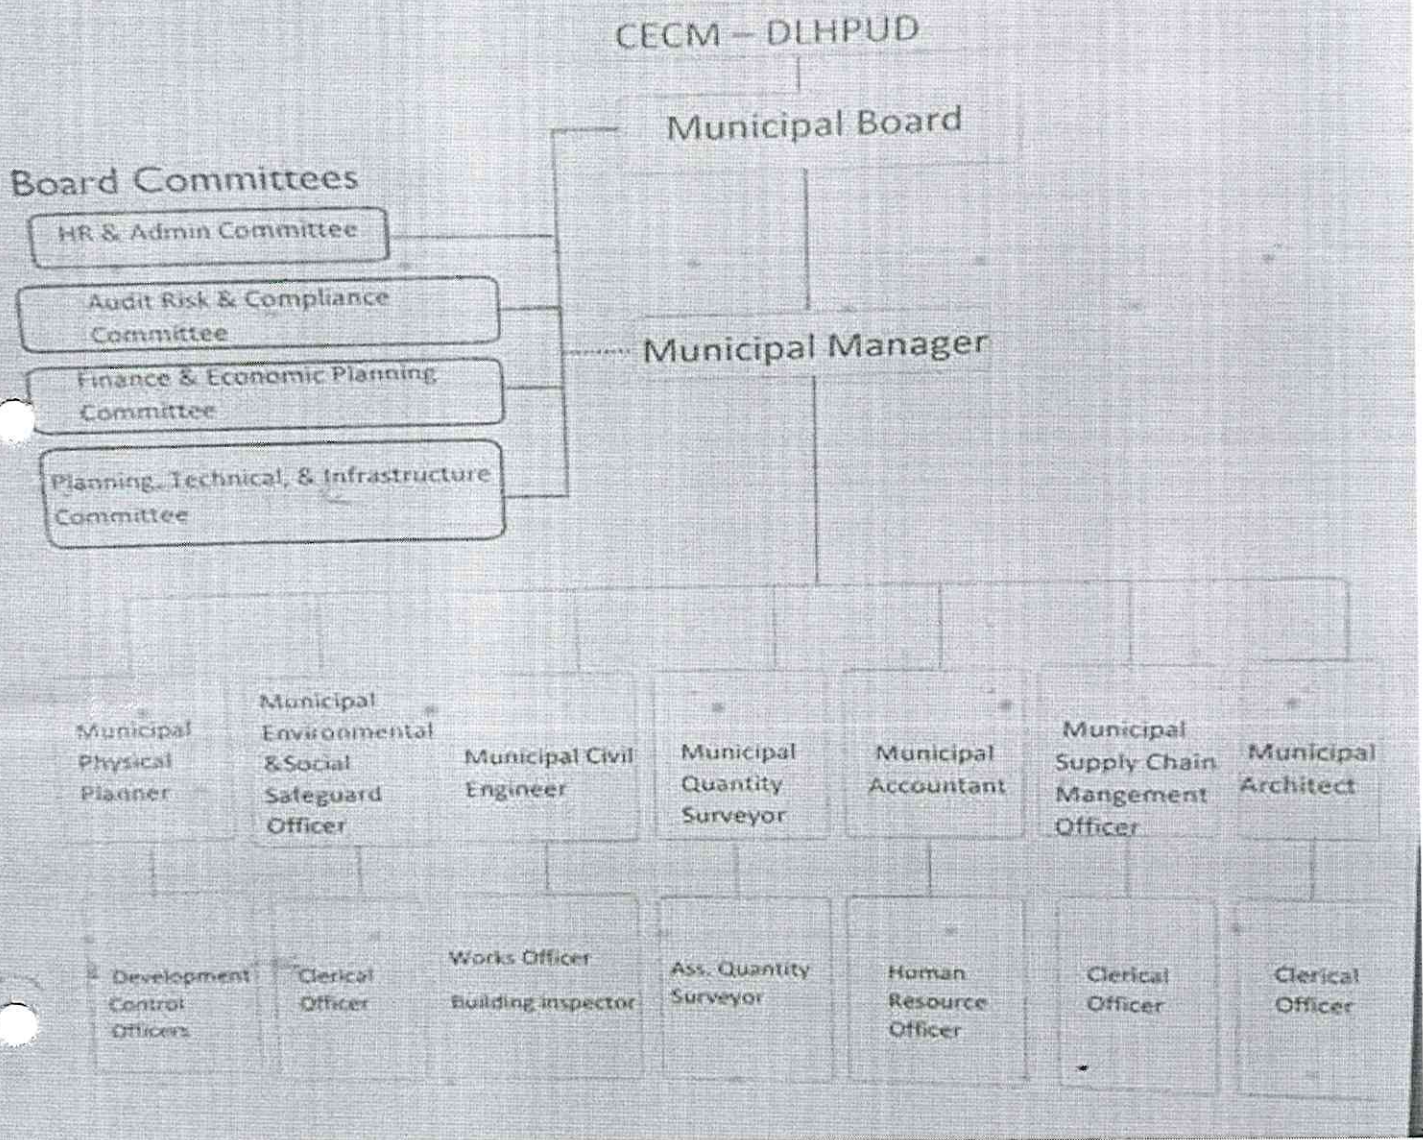 CECM – DLHPUD
Municipal Board
Board Committees
HR & Admin Committee
Audit Risk & Compliance
Committee
Finance & Economic Planning
Committee
Planning, Technical, & Infrastructure
Committee
Municipal Manager
Municipal
Physical
Planner
Municipal
Environmental
&Social
Safeguard
Officer
Municipal Civil
Engineer
Municipal
Quantity
Surveyor
Municipal
Accountant
Municipal
Supply Chain
Mangement
Officer
Municipal
Architect
Development
Control
Officers
Clerical
Officer
Works Officer
Building inspector
Ass. Quantity
Surveyor
Human
Resource
Officer
Clerical
Officer
Clerical
Officer